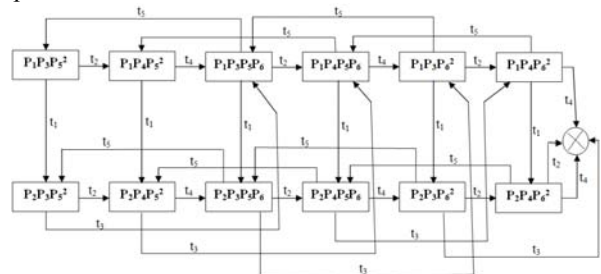 t₅ t₅
t₅ t₅
P₁P₃P₅² t₂ P₁P₄P₅² t₄ P₁P₃P₅P₆ t₂ P₁P₄P₅P₆ t₄ P₁P₃P₆² t₂ P₁P₄P₆²
t₄
t₁ t₁ t₁ t₁ t₁ t₁
t₅ t₅ t₅ t₅ t₂
P₂P₃P₅² t₂ P₂P₄P₅² t₄ P₂P₃P₅P₆ t₂ P₂P₄P₅P₆ t₄ P₂P₃P₆² t₂ P₂P₄P₆² t₄
t₃
t₃ t₃ t₃
t₃